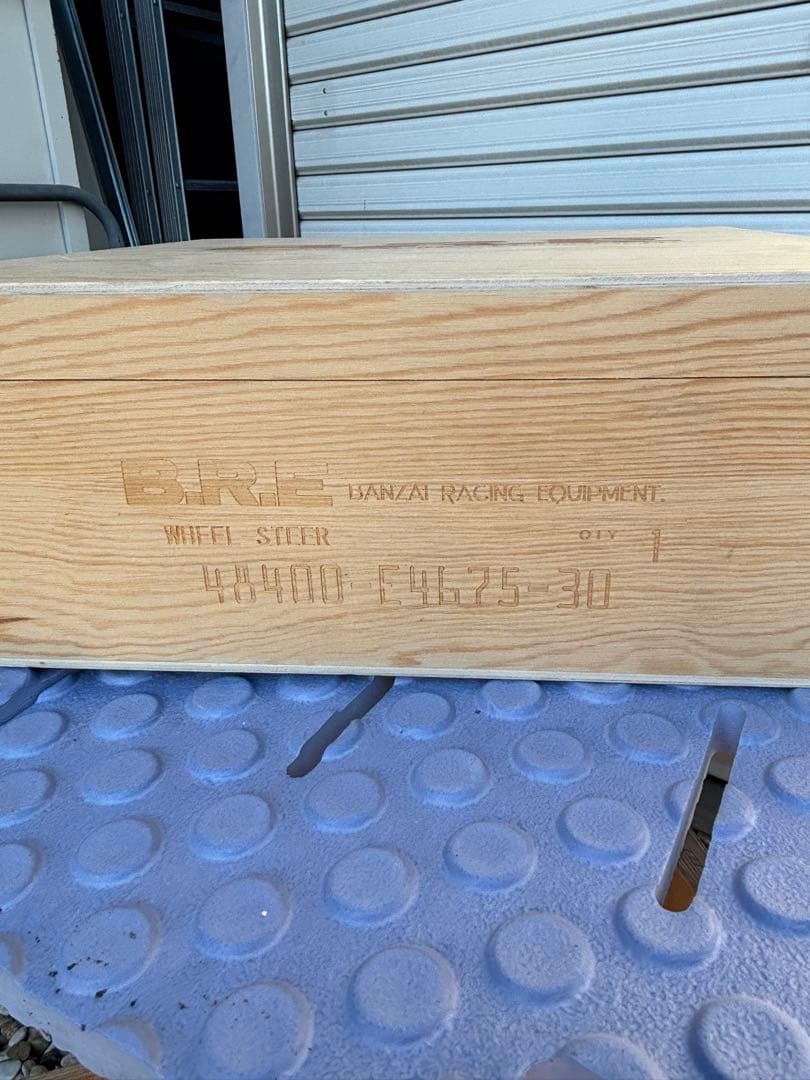 B.R.E BANZAI RACING EQUIPMENT.
WHEEL STEER QTY 1
48400-E4675-30